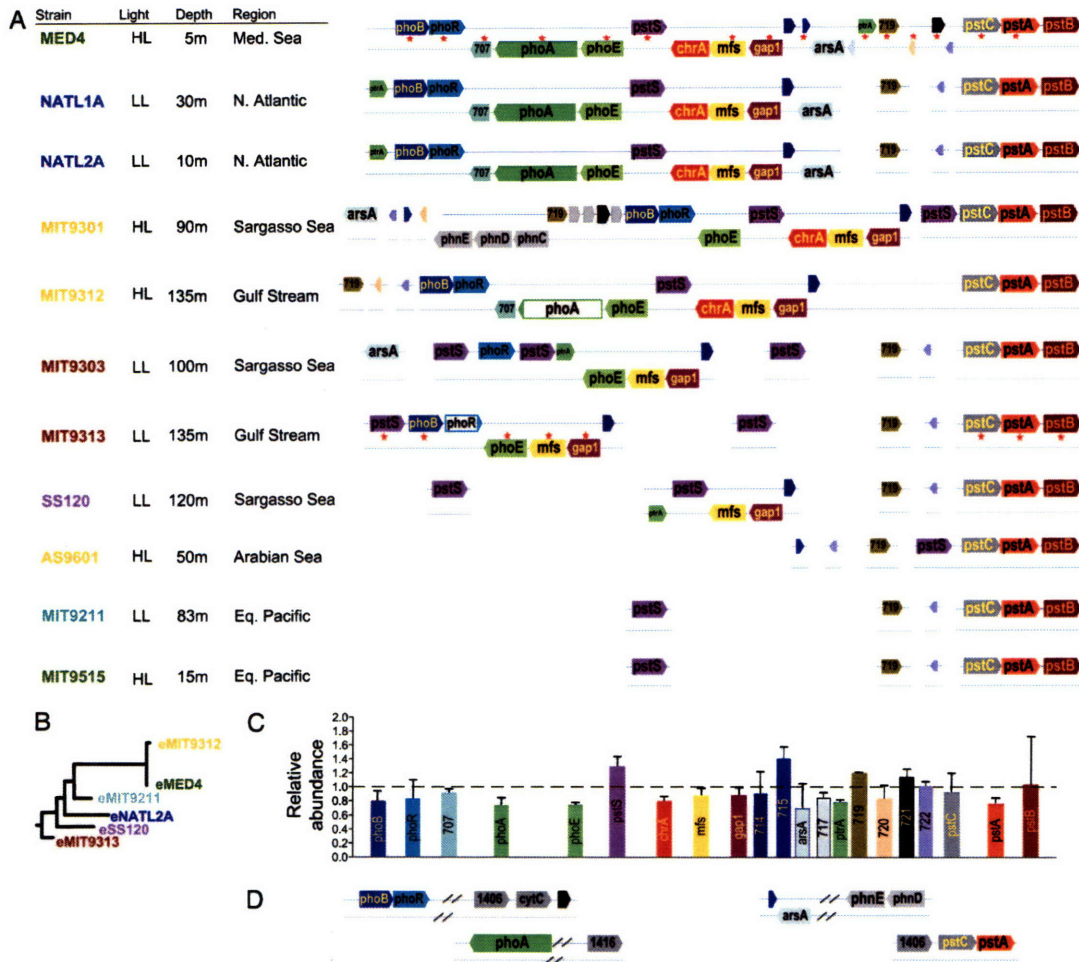 A
Strain Light Depth Region
MED4 HL 5m Med. Sea
phoB phoR pstS ptrA 719 pstC pstA pstB
707 phoA phoE chrA mfs gap1 arsA
NATL1A LL 30m N. Atlantic
ptrA phoB phoR pstS 719 pstC pstA pstB
707 phoA phoE chrA mfs gap1 arsA
NATL2A LL 10m N. Atlantic
ptrA phoB phoR pstS 719 pstC pstA pstB
707 phoA phoE chrA mfs gap1 arsA
MIT9301 HL 90m Sargasso Sea
arsA 719 phoB phoR pstS pstS pstC pstA pstB
phnE phnD phnC phoE chrA mfs gap1
MIT9312 HL 135m Gulf Stream
719 phoB phoR pstS pstC pstA pstB
707 phoA phoE chrA mfs gap1
MIT9303 LL 100m Sargasso Sea
arsA pstS phoR pstS ptrA pstS 719 pstC pstA pstB
phoE mfs gap1
MIT9313 LL 135m Gulf Stream
pstS phoB phoR pstS 719 pstC pstA pstB
phoE mfs gap1
SS120 LL 120m Sargasso Sea
pstS pstS 719 pstC pstA pstB
ptrA mfs gap1
AS9601 HL 50m Arabian Sea
719 pstS pstC pstA pstB
MIT9211 LL 83m Eq. Pacific
pstS 719 pstC pstA pstB
MIT9515 HL 15m Eq. Pacific
pstS 719 pstC pstA pstB
B
eMIT9312
eMED4
eMIT9211
eNATL2A
eSS120
eMIT9313
C
Relative abundance
2.0
1.8
1.6
1.4
1.2
1.0
0.8
0.6
0.4
0.2
0.0
phoB phoR 707 phoA phoE pstS chrA mfs gap1 714 715 arsA 717 ptrA 719 720 721 722 pstC pstA pstB
D
phoB phoR 1406 cytC phnE phnD
arsA
phoA 1416 1406 pstC pstA